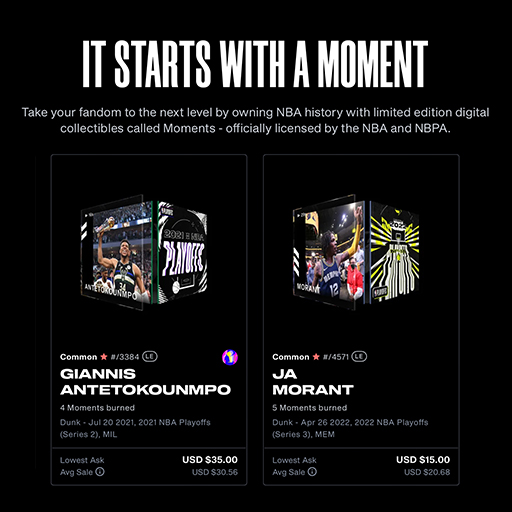 IT STARTS WITH A MOMENT
Take your fandom to the next level by owning NBA history with limited edition digital
collectibles called Moments - officially licensed by the NBA and NBPA.
34
ANTETOKOUNMPO
2021 NBA
PLAYOFFS
MEMPHIS
12
MORANT
2022
Common ★ #/3384 LE
GIANNIS
ANTETOKOUNMPO
4 Moments burned
Dunk - Jul 20 2021, 2021 NBA Playoffs
(Series 2), MIL
Lowest Ask USD $35.00
Avg Sale USD $30.56
Common ★ #/4571 LE
JA
MORANT
5 Moments burned
Dunk - Apr 26 2022, 2022 NBA Playoffs
(Series 3), MEM
Lowest Ask USD $15.00
Avg Sale USD $20.68